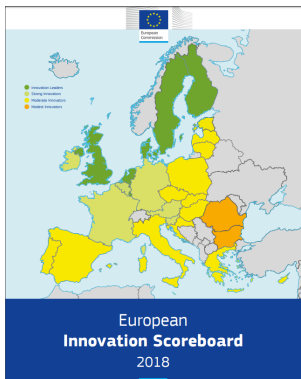 European
Commission
Innovation Leaders
Strong Innovators
Moderate Innovators
Modest Innovators
European
Innovation Scoreboard
2018